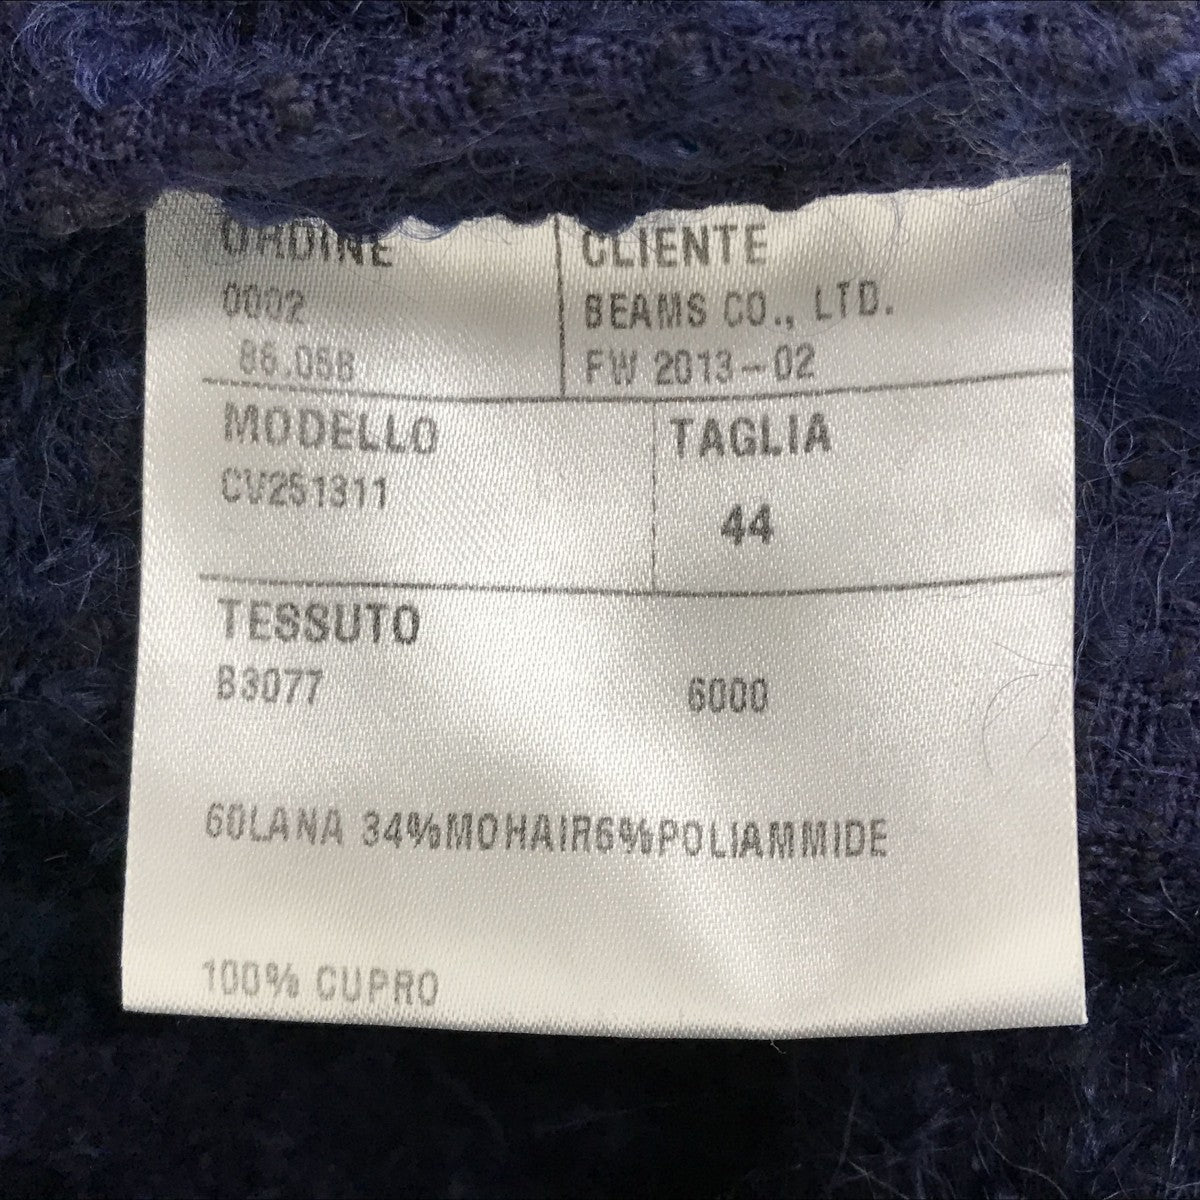 ORDINE
0002
86.056
CLIENTE
BEAMS CO., LTD.
FW 2013-02
MODELLO
CV251311
TAGLIA
44
TESSUTO
B3077 6000
60LANA 34%MOHAIR6%POLIAMMIDE
100% CUPRO